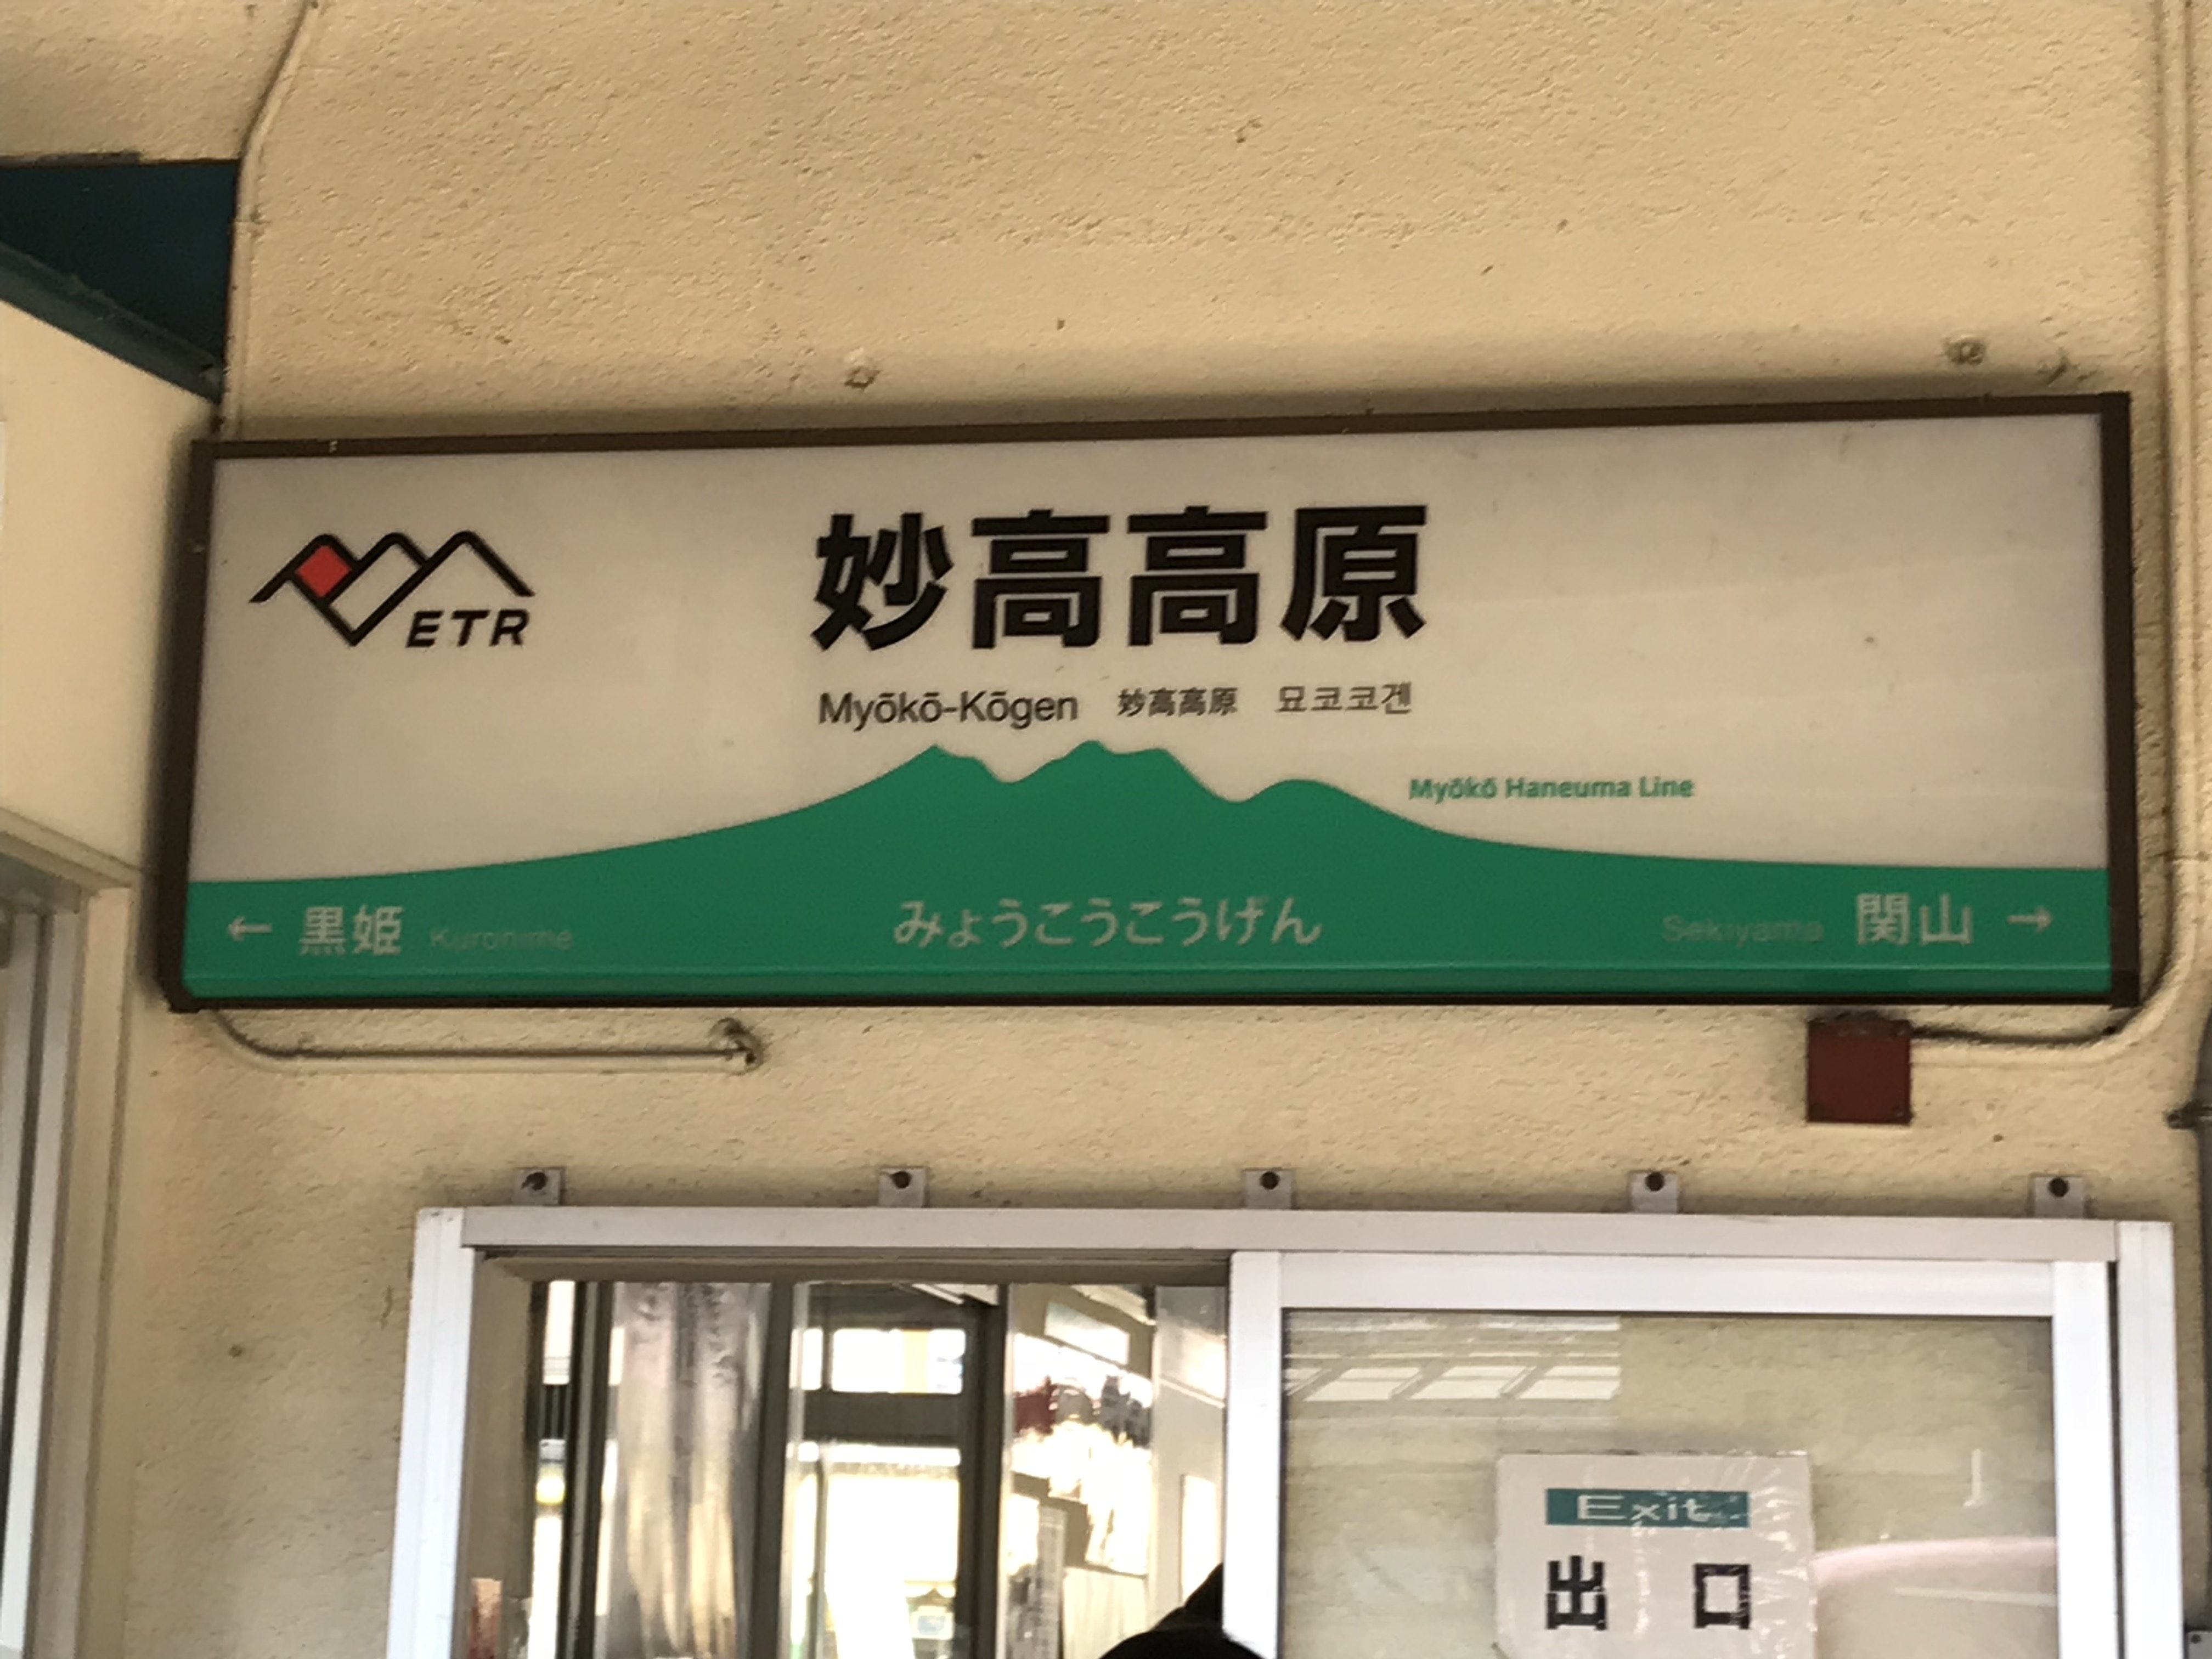 ETR
妙高高原
Myōkō-Kōgen 妙高高原 묘코코겐
Myōkō Haneuma Line
← 黒姫 Kurohime みょうこうこうげん Sekiyama 関山 →
Exit
出口